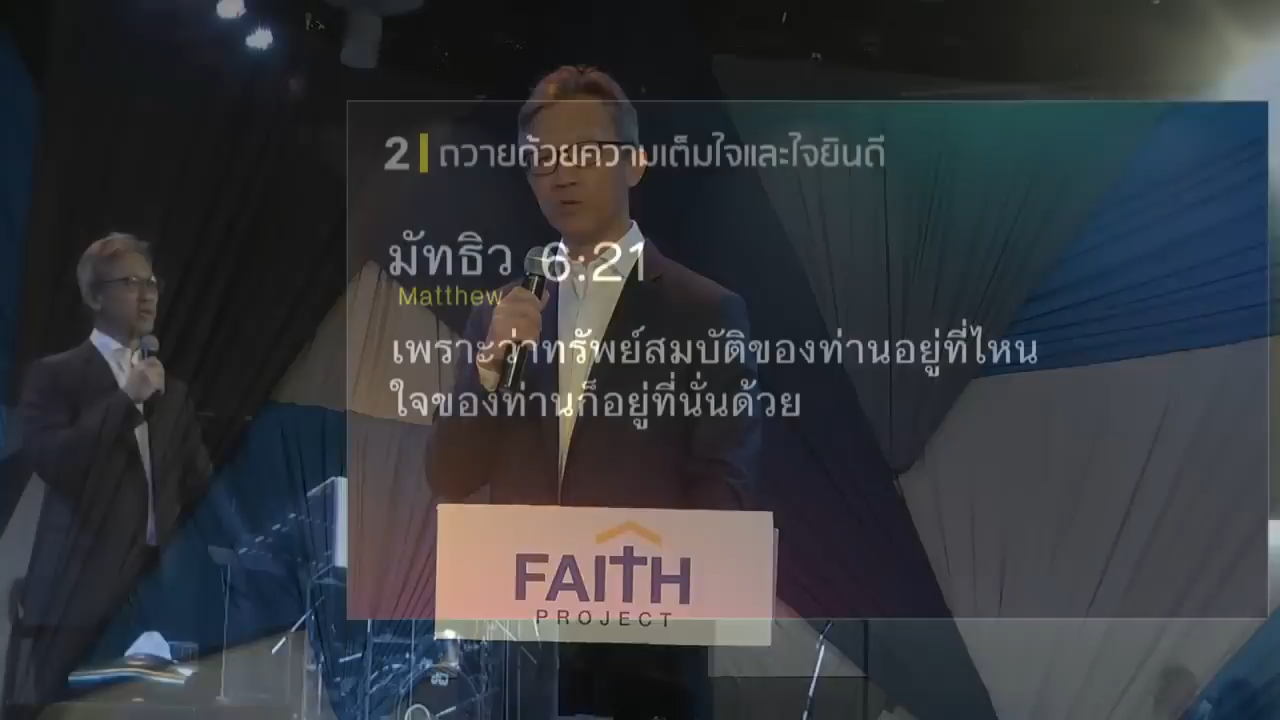 2 ถวายด้วยความเต็มใจและใจยินดี
มัทธิว 6:21
Matthew
เพราะว่าทรัพย์สมบัติของท่านอยู่ที่ไหน
ใจของท่านก็อยู่ที่นั่นด้วย
FAITH
PROJECT